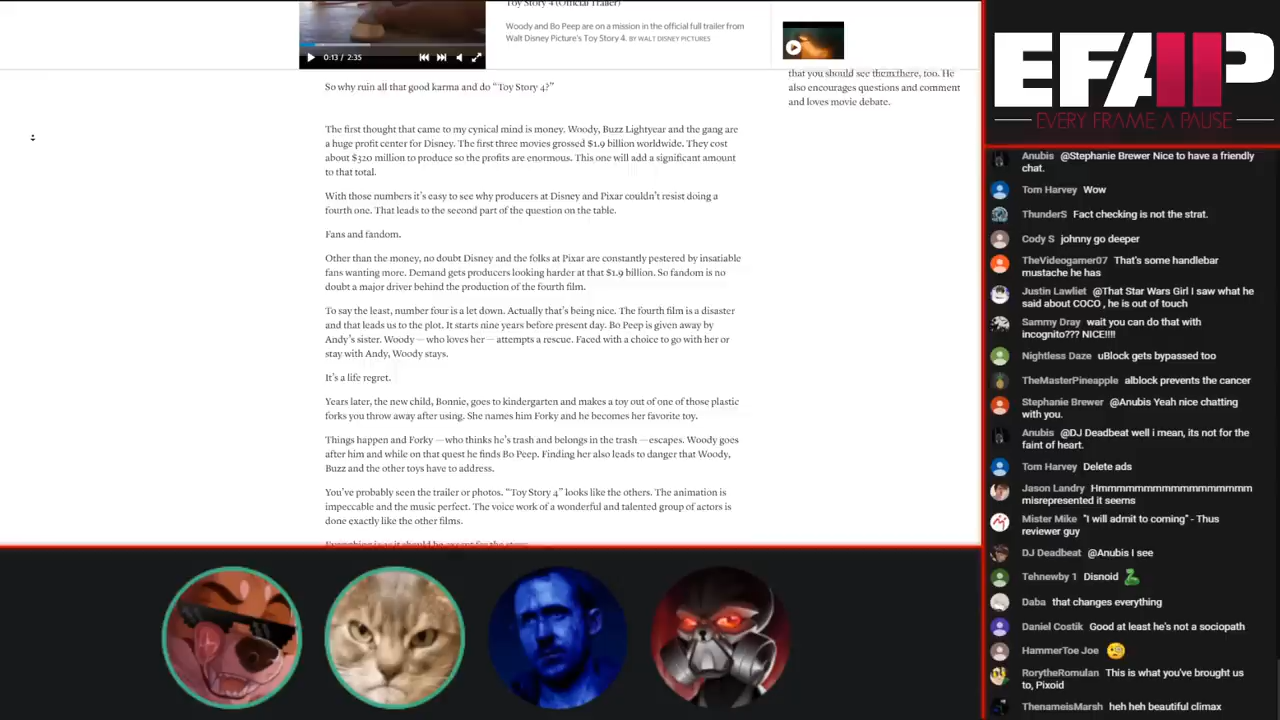 Toy Story 4 (Official Trailer)
Woody and Bo Peep are on a mission in the official full trailer from
Walt Disney Picture's Toy Story 4. BY WALT DISNEY PICTURES
0:13 / 2:35
that you should see them there, too. He
also encourages questions and comment
and loves movie debate.
So why ruin all that good karma and do “Toy Story 4?”
The first thought that came to my cynical mind is money. Woody, Buzz Lightyear and the gang are
a huge profit center for Disney. The first three movies grossed $1.9 billion worldwide. They cost
about $320 million to produce so the profits are enormous. This one will add a significant amount
to that total.
With those numbers it’s easy to see why producers at Disney and Pixar couldn’t resist doing a
fourth one. That leads to the second part of the question on the table.
Fans and fandom.
Other than the money, no doubt Disney and the folks at Pixar are constantly pestered by insatiable
fans wanting more. Demand gets producers looking harder at that $1.9 billion. So fandom is no
doubt a major driver behind the production of the fourth film.
To say the least, number four is a let down. Actually that’s being nice. The fourth film is a disaster
and that leads us to the plot. It starts nine years before present day. Bo Peep is given away by
Andy’s sister. Woody — who loves her — attempts a rescue. Faced with a choice to go with her or
stay with Andy, Woody stays.
It’s a life regret.
Years later, the new child, Bonnie, goes to kindergarten and makes a toy out of one of those plastic
forks you throw away after using. She names him Forky and he becomes her favorite toy.
Things happen and Forky —who thinks he’s trash and belongs in the trash — escapes. Woody goes
after him and while on that quest he finds Bo Peep. Finding her also leads to danger that Woody,
Buzz and the other toys have to address.
You’ve probably seen the trailer or photos. “Toy Story 4” looks like the others. The animation is
impeccable and the music perfect. The voice work of a wonderful and talented group of actors is
done exactly like the other films.
Everything is as it should be except for the story.
EFAP
EVERY FRAME A PAUSE
Anubis @Stephanie Brewer Nice to have a friendly
chat.
Tom Harvey Wow
ThunderS Fact checking is not the strat.
Cody S johnny go deeper
TheVideogamer07 That's some handlebar
mustache he has
Justin Lawliet @That Star Wars Girl I saw what he
said about COCO , he is out of touch
Sammy Dray wait you can do that with
incognito??? NICE!!!!
Nightless Daze uBlock gets bypassed too
TheMasterPineapple alblock prevents the cancer
Stephanie Brewer @Anubis Yeah nice chatting
with you.
Anubis @DJ Deadbeat well i mean, its not for the
faint of heart.
Tom Harvey Delete ads
Jason Landry Hmmmmmmmmmmmmmmmmmm
misrepresented it seems
Mister Mike "I will admit to coming" - Thus
reviewer guy
DJ Deadbeat @Anubis I see
Tehnewby 1 Disnoid
Daba that changes everything
Daniel Costik Good at least he's not a sociopath
HammerToe Joe
RorytheRomulan This is what you've brought us
to, Pixoid
ThenameisMarsh heh heh beautiful climax